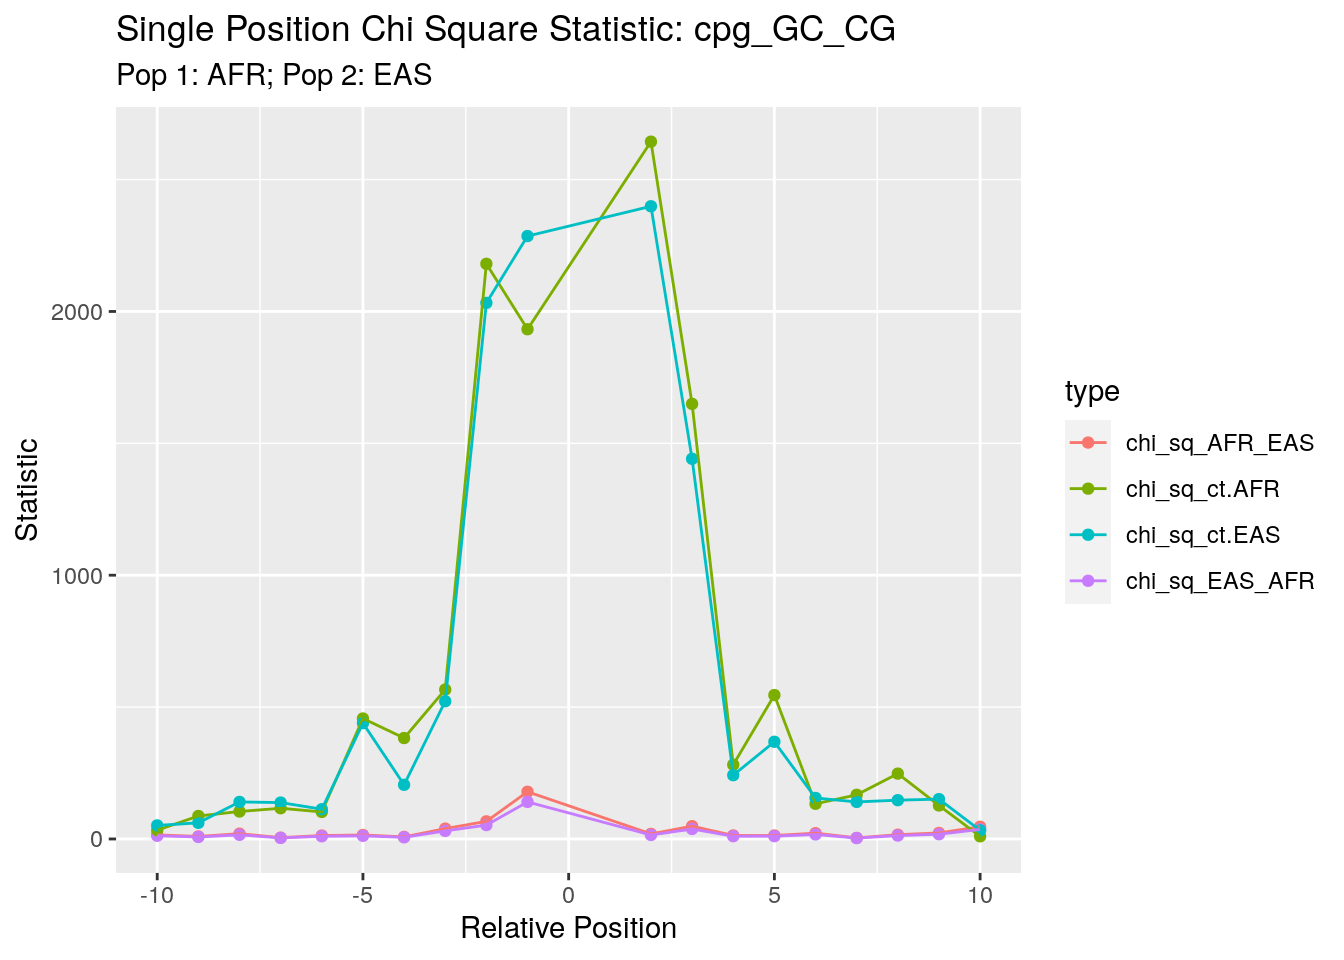 Single Position Chi Square Statistic: cpg_GC_CG
Pop 1: AFR; Pop 2: EAS
Statistic
2000
1000
0
-10 -5 0 5 10
Relative Position
type
chi_sq_AFR_EAS
chi_sq_ct.AFR
chi_sq_ct.EAS
chi_sq_EAS_AFR